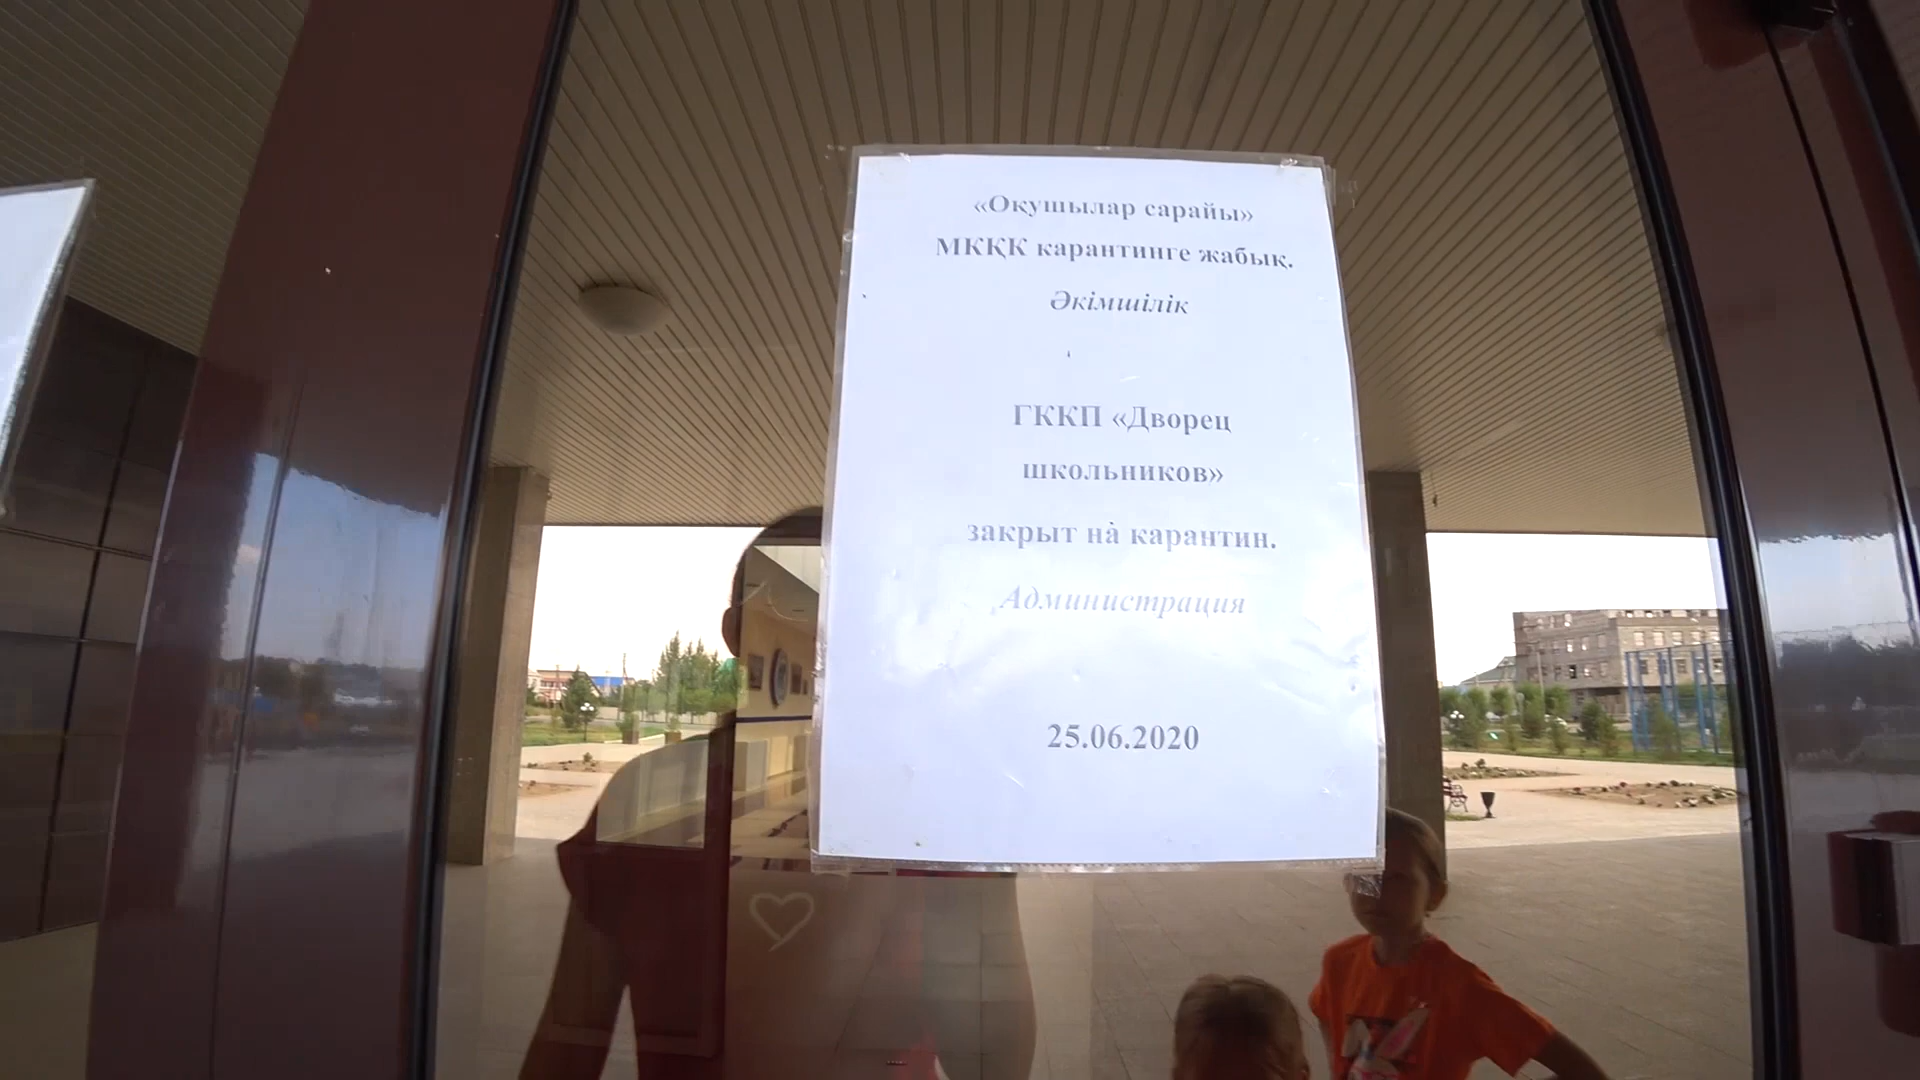 «Оқушылар сарайы»
МКҚК карантинге жабық.
Әкімшілік
ГККП «Дворец
школьников»
закрыт на карантин.
Администрация
25.06.2020